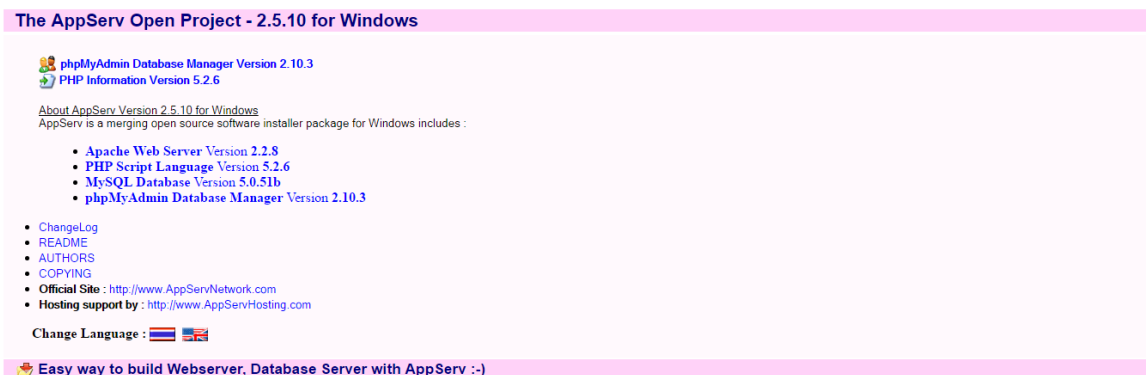 The AppServ Open Project - 2.5.10 for Windows
phpMyAdmin Database Manager Version 2.10.3
PHP Information Version 5.2.6
About AppServ Version 2.5.10 for Windows
AppServ is a merging open source software installer package for Windows includes :
Apache Web Server Version 2.2.8
PHP Script Language Version 5.2.6
MySQL Database Version 5.0.51b
phpMyAdmin Database Manager Version 2.10.3
ChangeLog
README
AUTHORS
COPYING
Official Site : http://www.AppServNetwork.com
Hosting support by : http://www.AppServHosting.com
Change Language :
Easy way to build Webserver, Database Server with AppServ :-)